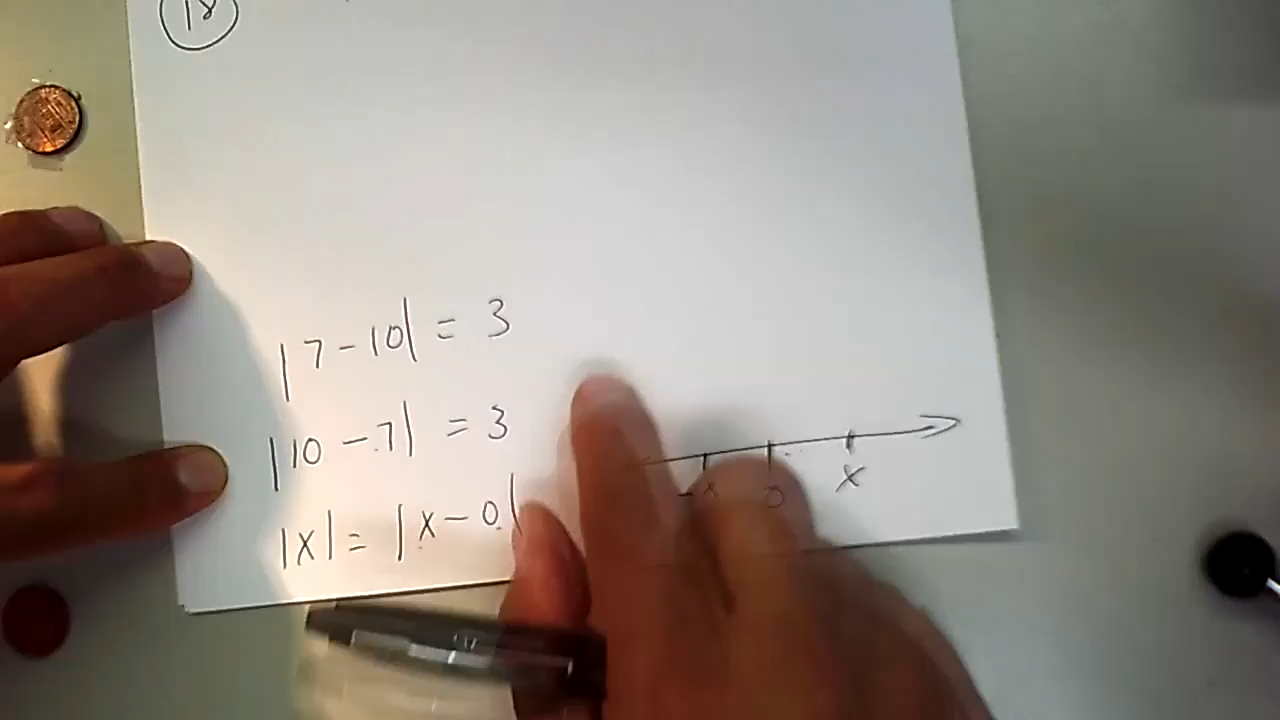 18
|7-10| = 3
|10-7| = 3
|x| = |x-0|
-x 0 x